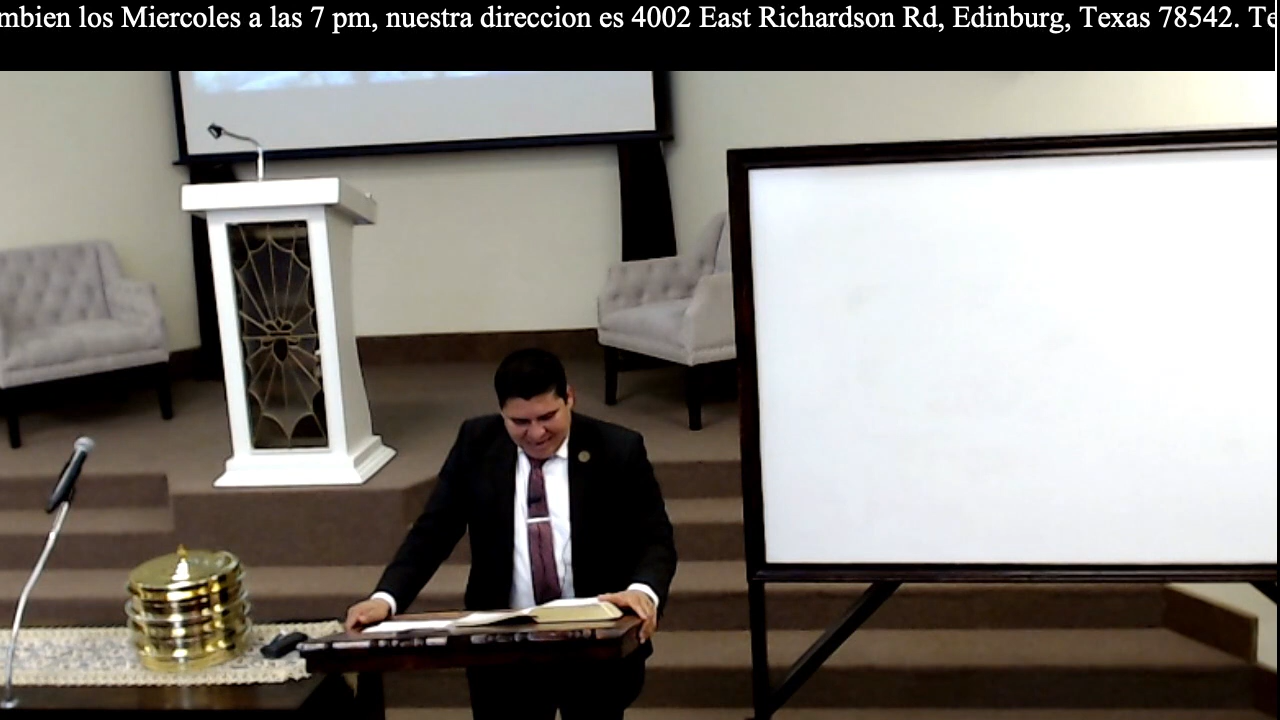 mbien los Miercoles a las 7 pm, nuestra direccion es 4002 East Richardson Rd, Edinburg, Texas 78542. Te